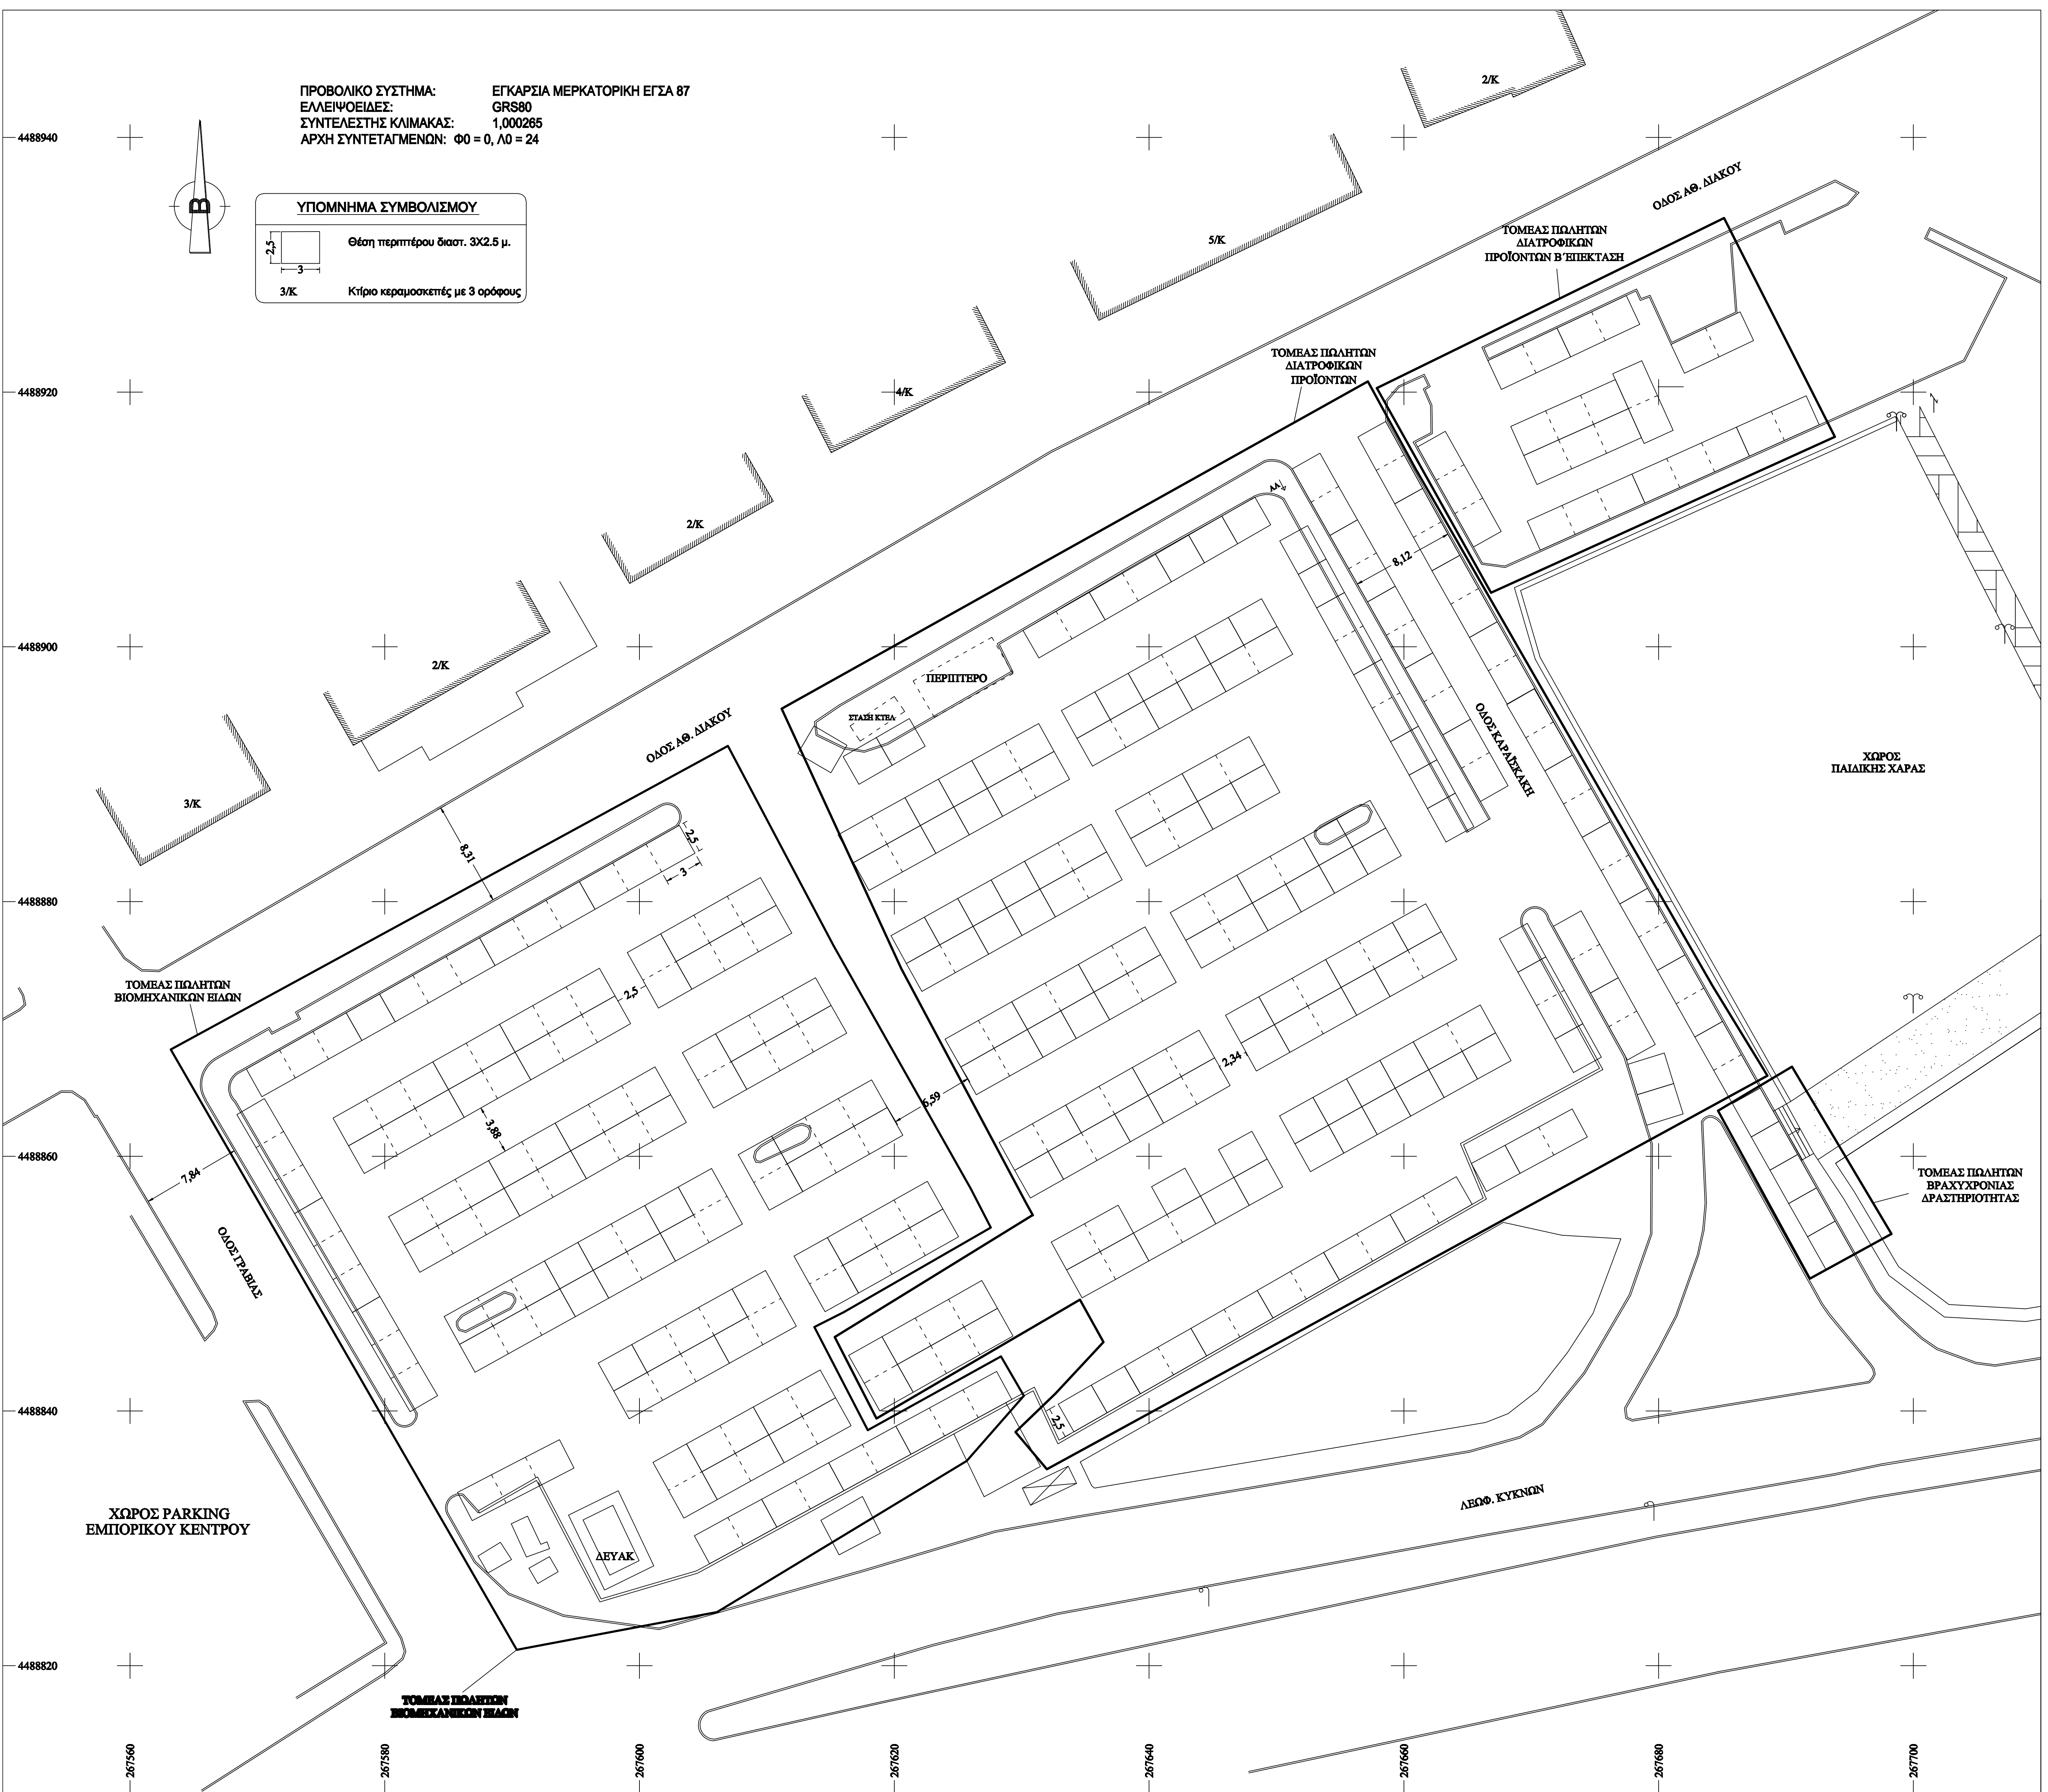 ΠΡΟΒΟΛΙΚΟ ΣΥΣΤΗΜΑ: ΕΓΚΑΡΣΙΑ ΜΕΡΚΑΤΟΡΙΚΗ ΕΓΣΑ 87
ΕΛΛΕΙΨΟΕΙΔΕΣ: GRS80
ΣΥΝΤΕΛΕΣΤΗΣ ΚΛΙΜΑΚΑΣ: 1,000265
ΑΡΧΗ ΣΥΝΤΕΤΑΓΜΕΝΩΝ: Φ0 = 0, Λ0 = 24
Β
ΥΠΟΜΝΗΜΑ ΣΥΜΒΟΛΙΣΜΟΥ
2,5
3
Θέση περιπτέρου διαστ. 3Χ2.5 μ.
3/Κ Κτίριο κεραμοσκεπές με 3 ορόφους
4488940
4488920
4488900
4488880
4488860
4488840
4488820
2/Κ
5/Κ
4/Κ
2/Κ
2/Κ
3/Κ
ΟΔΟΣ ΑΘ. ΔΙΑΚΟΥ
ΤΟΜΕΑΣ ΠΩΛΗΤΩΝ
ΔΙΑΤΡΟΦΙΚΩΝ
ΠΡΟΪΟΝΤΩΝ Β΄ΕΠΕΚΤΑΣΗ
ΤΟΜΕΑΣ ΠΩΛΗΤΩΝ
ΔΙΑΤΡΟΦΙΚΩΝ
ΠΡΟΪΟΝΤΩΝ
ΑΑ
8,12
ΠΕΡΙΠΤΕΡΟ
ΣΤΑΣΗ ΚΤΕΛ
ΟΔΟΣ ΑΘ. ΔΙΑΚΟΥ
ΟΔΟΣ ΚΑΡΑΪΣΚΑΚΗ
ΧΩΡΟΣ
ΠΑΙΔΙΚΗΣ ΧΑΡΑΣ
8,31
2,5
3
ΤΟΜΕΑΣ ΠΩΛΗΤΩΝ
ΒΙΟΜΗΧΑΝΙΚΩΝ ΕΙΔΩΝ
2,5
3,88
6,59
2,34
7,84
ΟΔΟΣ ΓΡΑΒΙΑΣ
ΤΟΜΕΑΣ ΠΩΛΗΤΩΝ
ΒΡΑΧΥΧΡΟΝΙΑΣ
ΔΡΑΣΤΗΡΙΟΤΗΤΑΣ
2,5
ΛΕΩΦ. ΚΥΚΝΩΝ
ΧΩΡΟΣ PARKING
ΕΜΠΟΡΙΚΟΥ ΚΕΝΤΡΟΥ
ΔΕΥΑΚ
ΤΟΜΕΑΣ ΠΩΛΗΤΩΝ
ΒΙΟΜΗΧΑΝΙΚΩΝ ΕΙΔΩΝ
267560
267580
267600
267620
267640
267660
267680
267700